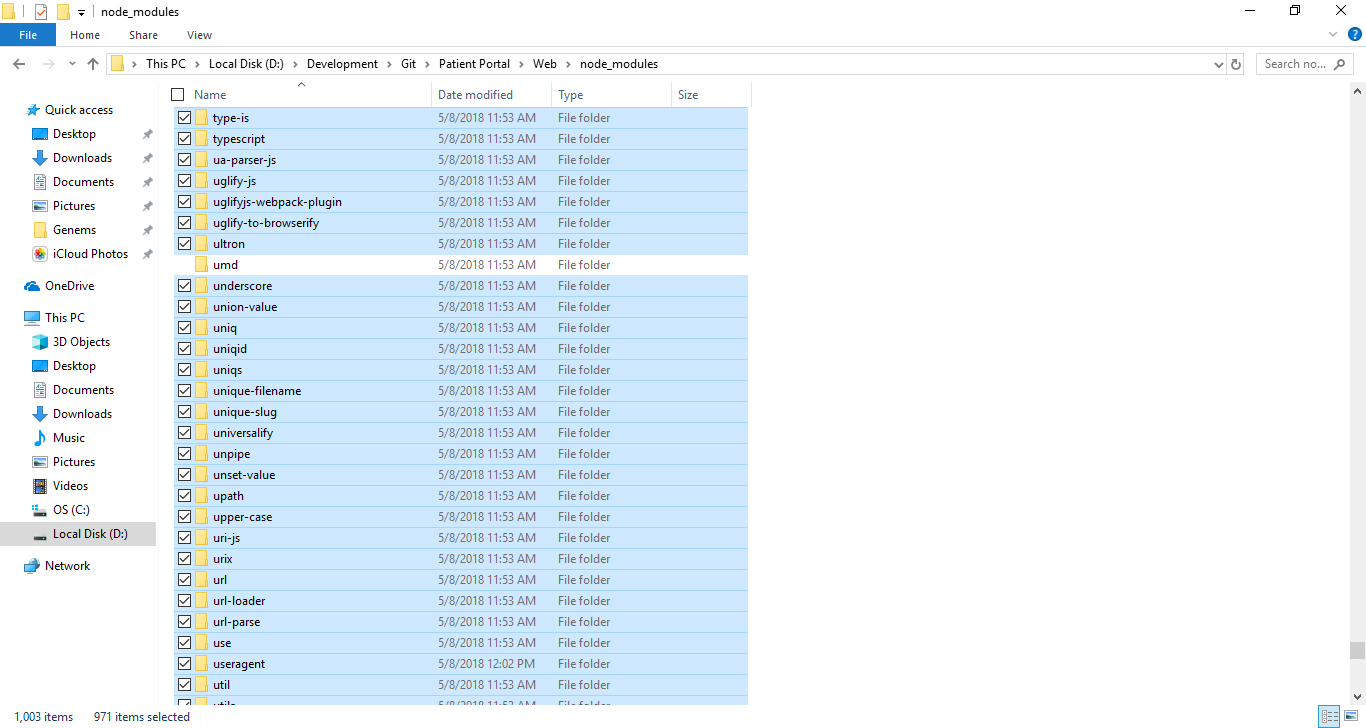 node_modules
File Home Share View
This PC Local Disk (D:) Development Git Patient Portal Web node_modules
Search no...
Quick access
Desktop
Downloads
Documents
Pictures
Genems
iCloud Photos
OneDrive
This PC
3D Objects
Desktop
Documents
Downloads
Music
Pictures
Videos
OS (C:)
Local Disk (D:)
Network
Name Date modified Type Size
type-is 5/8/2018 11:53 AM File folder
typescript 5/8/2018 11:53 AM File folder
ua-parser-js 5/8/2018 11:53 AM File folder
uglify-js 5/8/2018 11:53 AM File folder
uglifyjs-webpack-plugin 5/8/2018 11:53 AM File folder
uglify-to-browserify 5/8/2018 11:53 AM File folder
ultron 5/8/2018 11:53 AM File folder
umd 5/8/2018 11:53 AM File folder
underscore 5/8/2018 11:53 AM File folder
union-value 5/8/2018 11:53 AM File folder
uniq 5/8/2018 11:53 AM File folder
uniqid 5/8/2018 11:53 AM File folder
uniqs 5/8/2018 11:53 AM File folder
unique-filename 5/8/2018 11:53 AM File folder
unique-slug 5/8/2018 11:53 AM File folder
universalify 5/8/2018 11:53 AM File folder
unpipe 5/8/2018 11:53 AM File folder
unset-value 5/8/2018 11:53 AM File folder
upath 5/8/2018 11:53 AM File folder
upper-case 5/8/2018 11:53 AM File folder
uri-js 5/8/2018 11:53 AM File folder
urix 5/8/2018 11:53 AM File folder
url 5/8/2018 11:53 AM File folder
url-loader 5/8/2018 11:53 AM File folder
url-parse 5/8/2018 11:53 AM File folder
use 5/8/2018 11:53 AM File folder
useragent 5/8/2018 12:02 PM File folder
util 5/8/2018 11:53 AM File folder
1,003 items 971 items selected